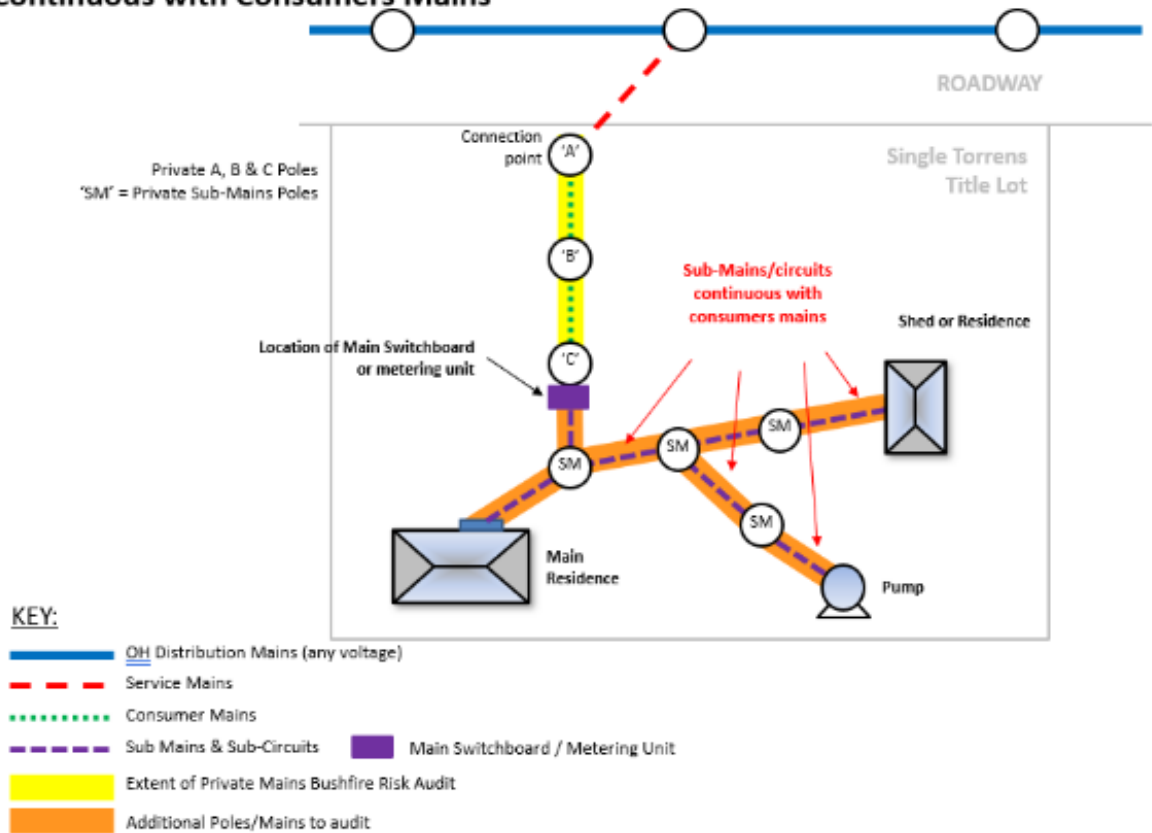 continuous with Consumers Mains
ROADWAY
Connection
point
'A'
Single Torrens
Title Lot
Private A, B & C Poles
'SM' = Private Sub-Mains Poles
'B'
Sub-Mains/circuits
continuous with
consumers mains
Shed or Residence
Location of Main Switchboard
or metering unit
'C'
SM
SM
SM
SM
Main
Residence
Pump
KEY:
OH Distribution Mains (any voltage)
Service Mains
Consumer Mains
Sub Mains & Sub-Circuits
Main Switchboard / Metering Unit
Extent of Private Mains Bushfire Risk Audit
Additional Poles/Mains to audit